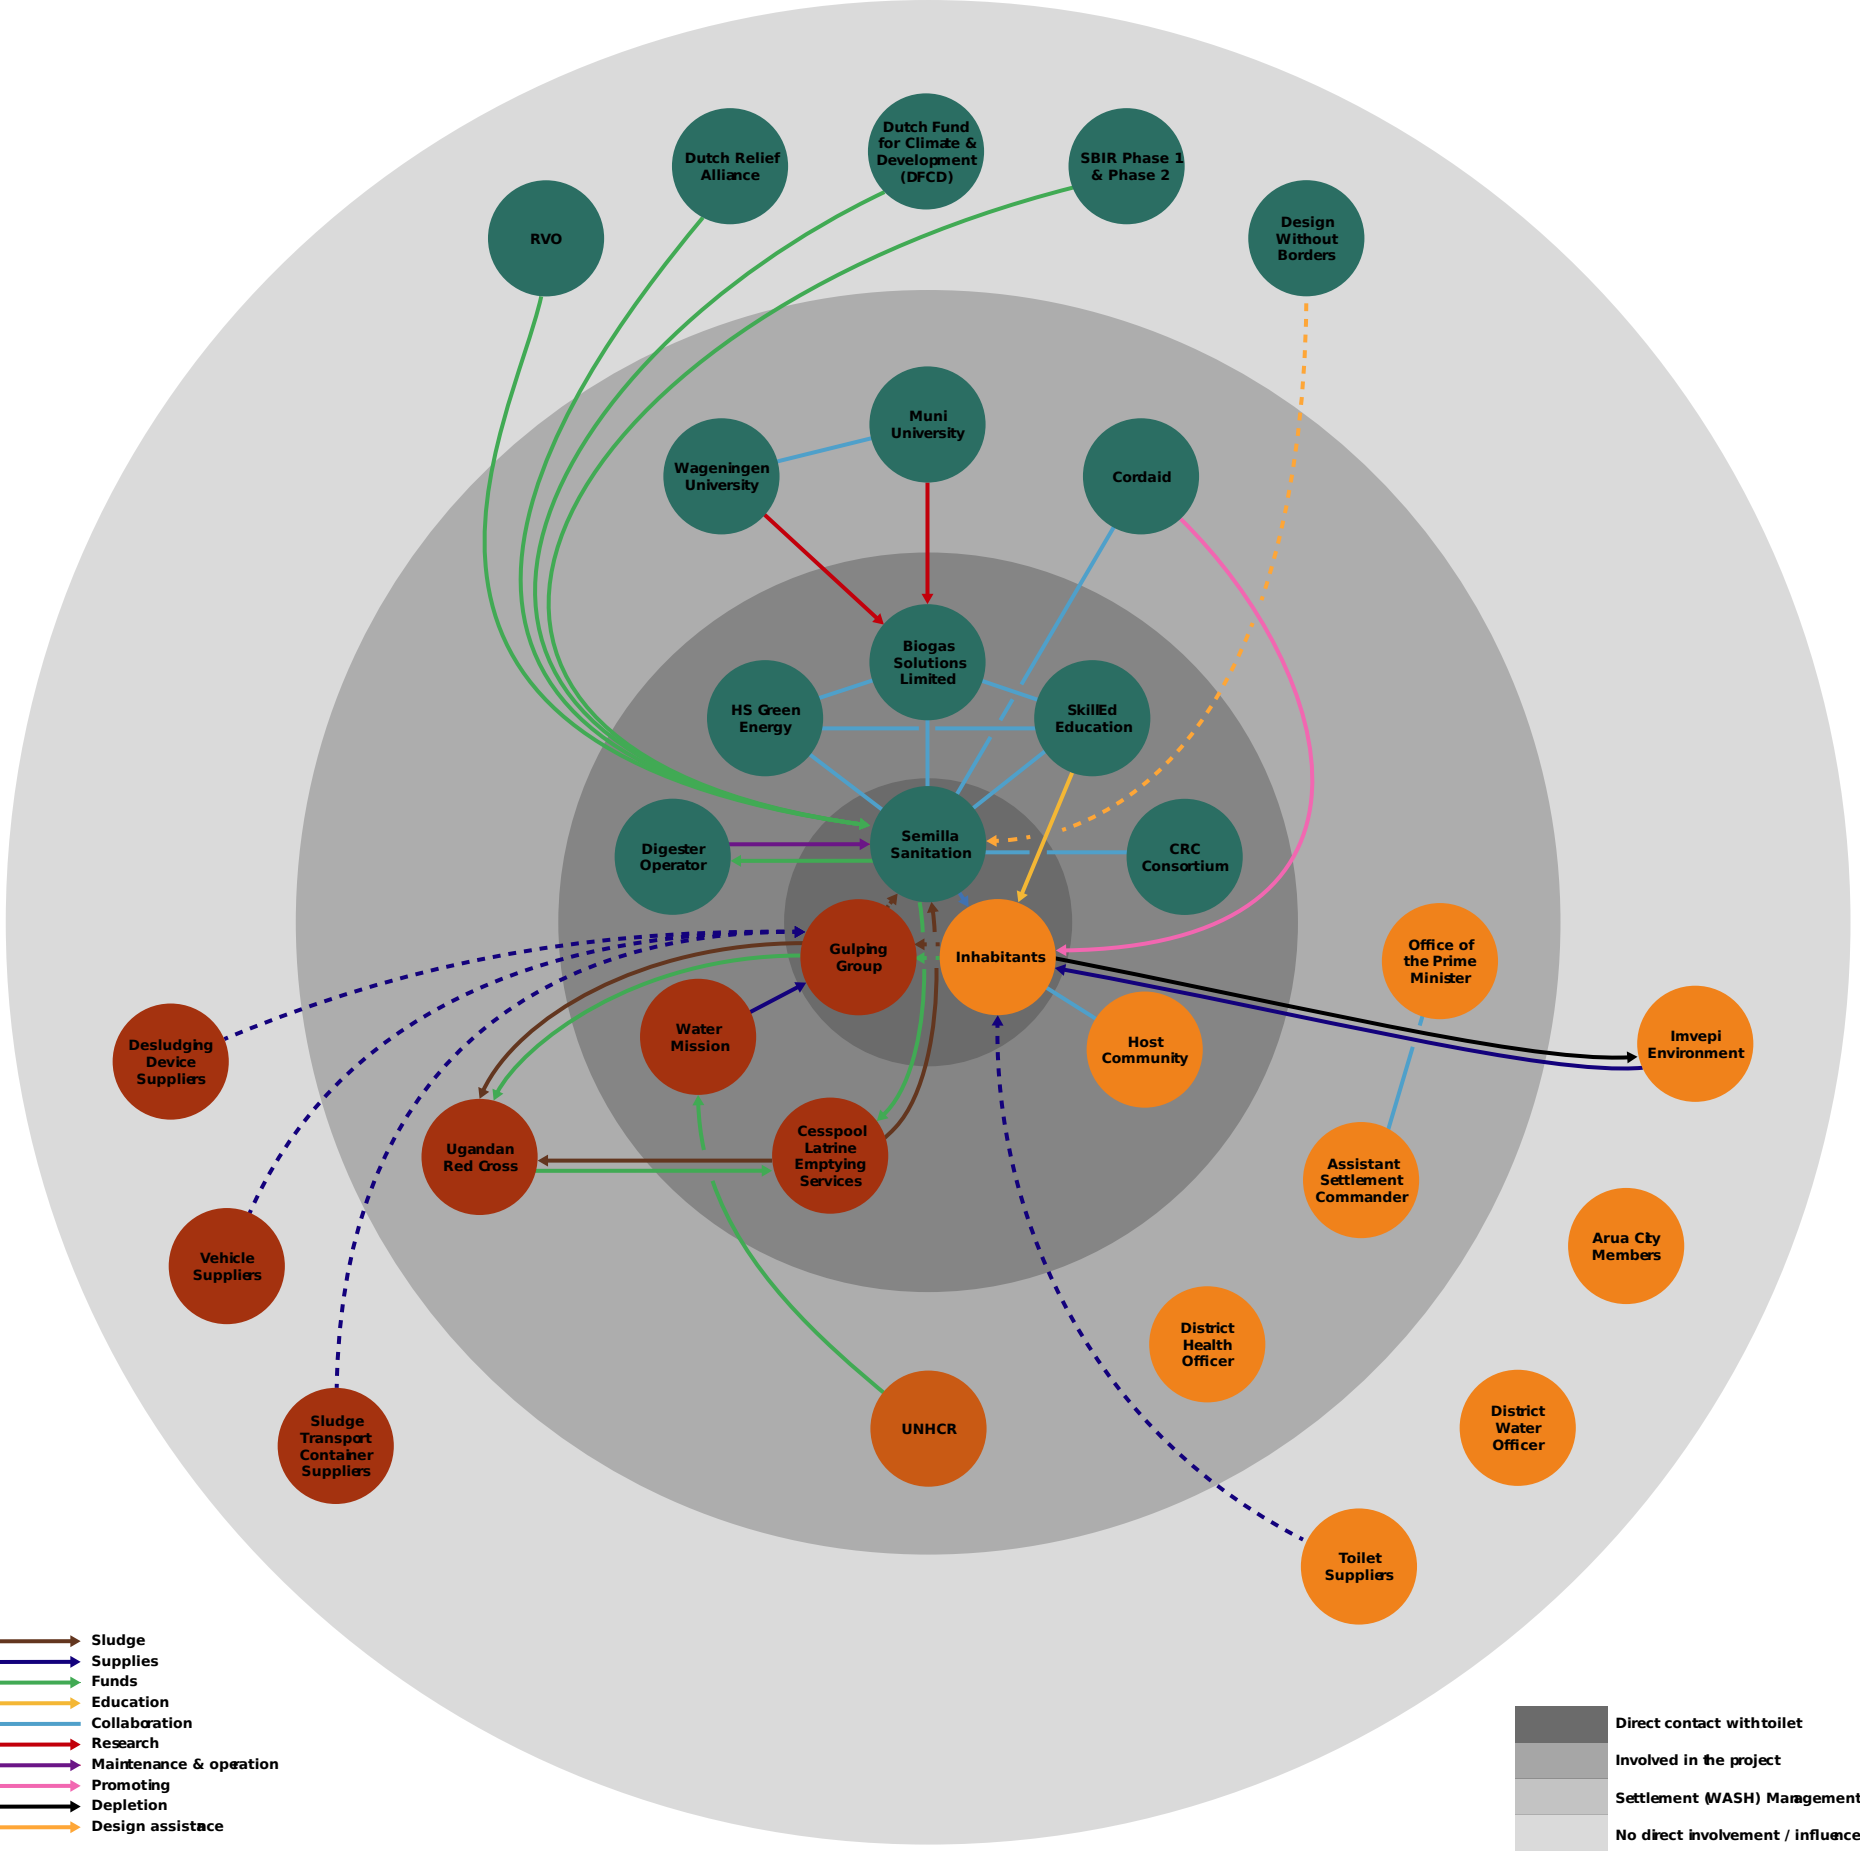 Dutch Fund
for Climate &
Development
(DFCD)
Dutch Relief
Alliance
SBIR Phase 1
& Phase 2
RVO
Design
Without
Borders
Muni
University
Wageningen
University
Cordaid
Biogas
Solutions
Limited
HS Green
Energy
SkillEd
Education
Semilla
Sanitation
Digester
Operator
CRC
Consortium
Gulping
Group
Inhabitants
Office of
the Prime
Minister
Water
Mission
Host
Community
Imvepi
Environment
Desludging
Device
Suppliers
Ugandan
Red Cross
Cesspool
Latrine
Emptying
Services
Assistant
Settlement
Commander
Arua City
Members
Vehicle
Suppliers
District
Health
Officer
Sludge
Transport
Container
Suppliers
UNHCR
District
Water
Officer
Toilet
Suppliers
Sludge
Supplies
Funds
Education
Collaboration
Research
Maintenance & operation
Promoting
Depletion
Design assistnce
Direct contact with toilet
Involved in the project
Settlement (WASH) Management
No direct involvement / influence